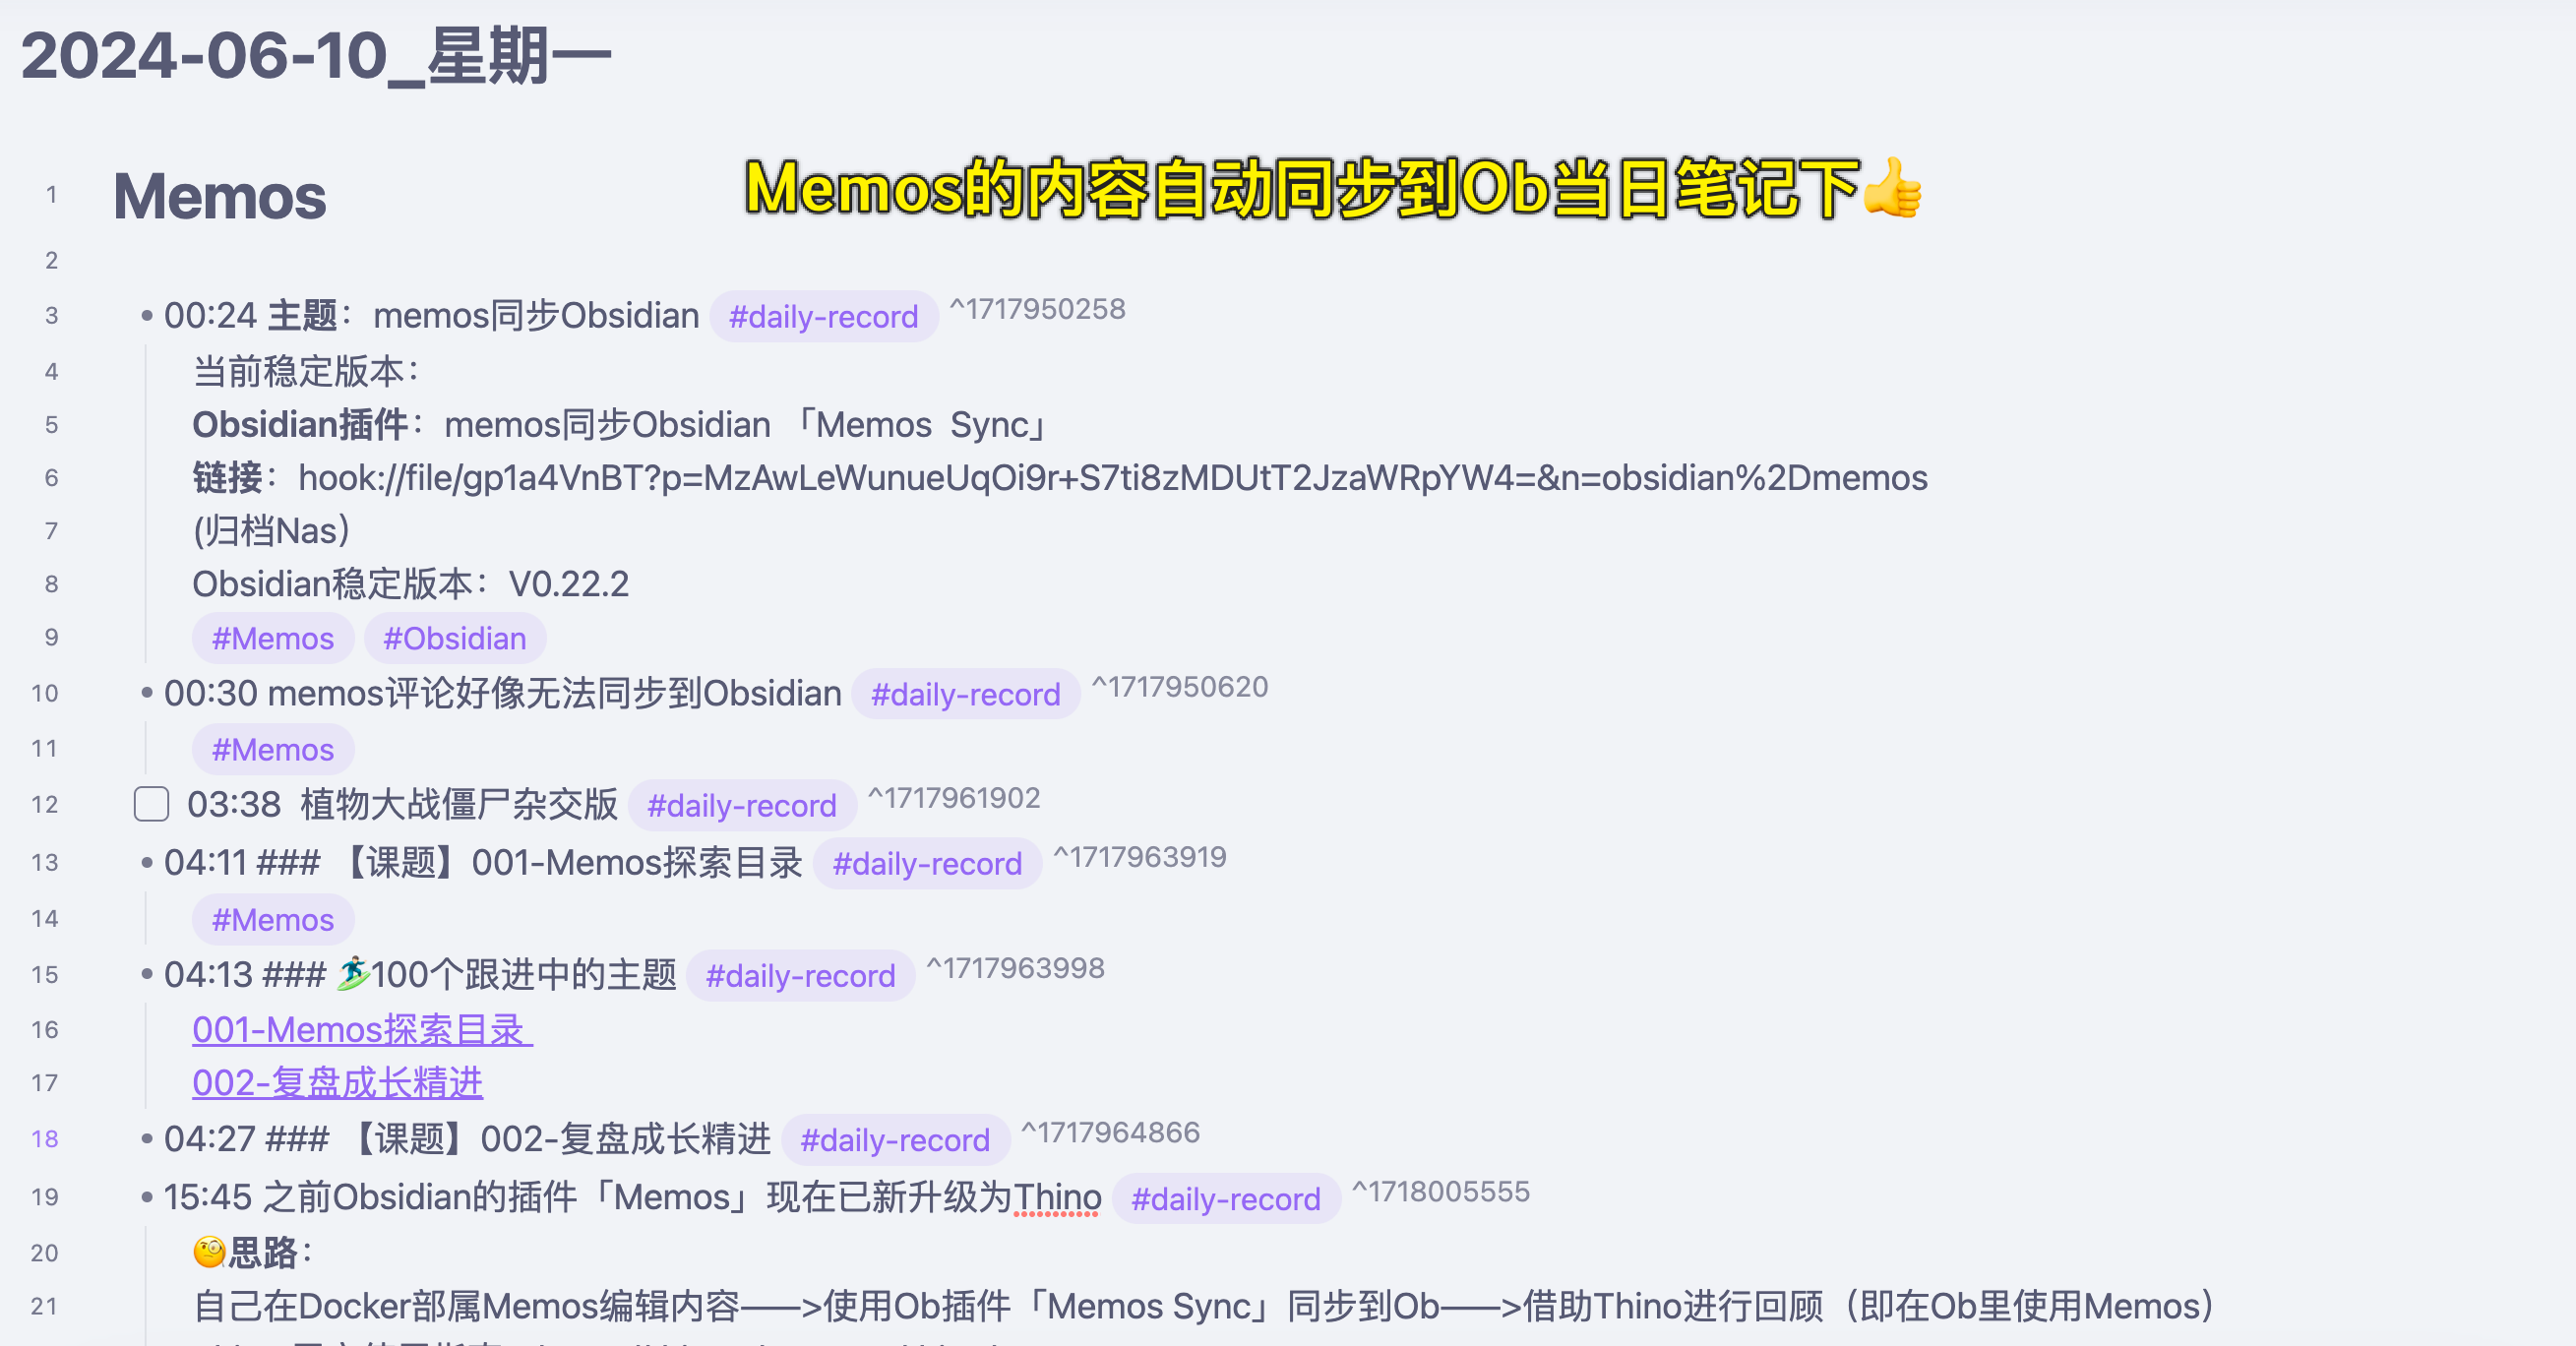 2024-06-10_星期一
Memos的内容自动同步到Ob当日笔记下👍
1 Memos
2
3 • 00:24 主题：memos同步Obsidian #daily-record ^1717950258
4 当前稳定版本：
5 Obsidian插件：memos同步Obsidian 「Memos Sync」
6 链接：hook://file/gp1a4VnBT?p=MzAwLeWunueUqOi9r+S7ti8zMDUtT2JzaWRpYW4=&n=obsidian%2Dmemos
7 (归档Nas）
8 Obsidian稳定版本：V0.22.2
9 #Memos #Obsidian
10 • 00:30 memos评论好像无法同步到Obsidian #daily-record ^1717950620
11 #Memos
12 03:38 植物大战僵尸杂交版 #daily-record ^1717961902
13 • 04:11 ### 【课题】001-Memos探索目录 #daily-record ^1717963919
14 #Memos
15 • 04:13 ### 🏄100个跟进中的主题 #daily-record ^1717963998
16 001-Memos探索目录
17 002-复盘成长精进
18 • 04:27 ### 【课题】002-复盘成长精进 #daily-record ^1717964866
19 • 15:45 之前Obsidian的插件「Memos」现在已新升级为Thino #daily-record ^1718005555
20 🧐思路：
21 自己在Docker部属Memos编辑内容——>使用Ob插件「Memos Sync」同步到Ob——>借助Thino进行回顾（即在Ob里使用Memos）